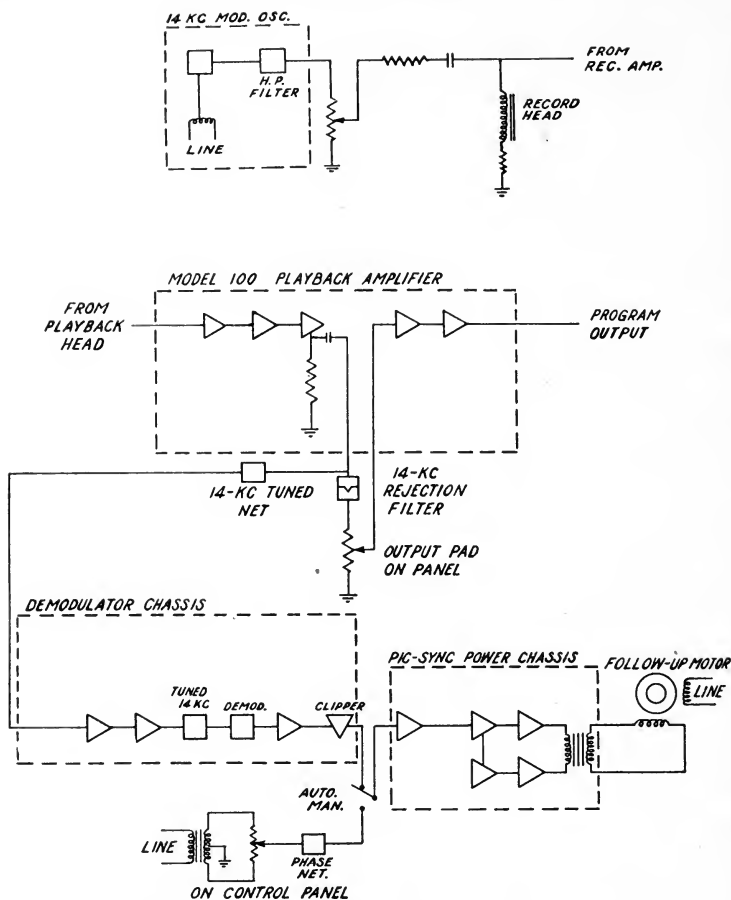 14 KC MOD. OSC.
H.P.
FILTER
LINE
FROM
REC. AMP.
RECORD
HEAD
MODEL 100 PLAYBACK AMPLIFIER
FROM
PLAYBACK
HEAD
PROGRAM
OUTPUT
14-KC TUNED
NET
14-KC
REJECTION
FILTER
OUTPUT PAD
ON PANEL
DEMODULATOR CHASSIS
TUNED
14 KC
DEMOD.
CLIPPER
PIC-SYNC POWER CHASSIS
FOLLOW-UP MOTOR
LINE
AUTO.
MAN.
LINE
PHASE
NET.
ON CONTROL PANEL